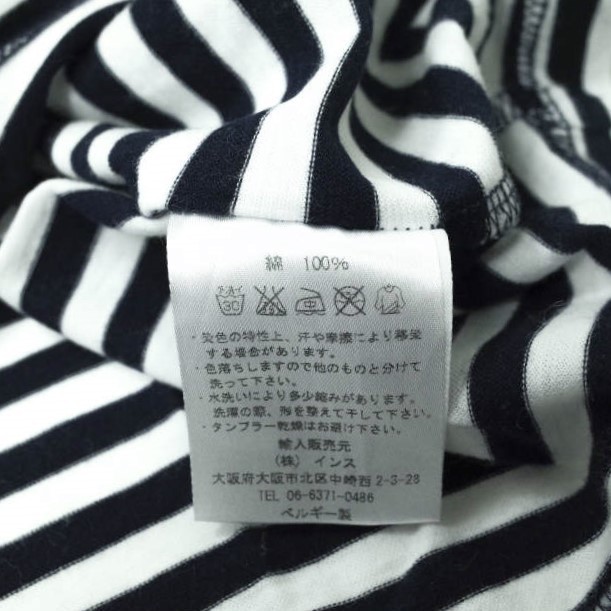 綿 100%
手洗イ 30
・染色の特性上、汗や摩擦により移染
する場合があります。
・色落ちしますので他のものと分けて
洗って下さい。
・水洗いにより多少縮みがあります。
洗濯の際、形を整えて干して下さい。
・タンブラー乾燥はお避け下さい。
輸入販売元
(株) インス
大阪府大阪市北区中崎西2-3-28
TEL 06-6371-0486
ベルギー製